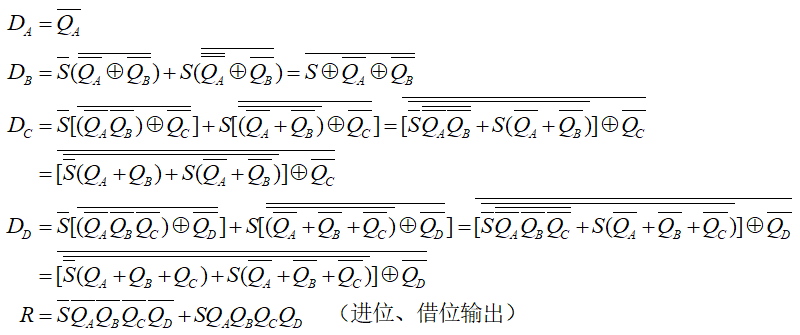 $D_A = \overline{Q_A}$
$D_B = \overline{S}(\overline{\overline{\overline{Q_A} \oplus \overline{Q_B}}}) + S(\overline{\overline{\overline{\overline{Q_A}}} \oplus \overline{Q_B}}) = \overline{S \oplus \overline{Q_A} \oplus \overline{Q_B}}$
$D_C = \overline{S}[\overline{(\overline{Q_A}\,\overline{Q_B}) \oplus \overline{Q_C}}] + S[\overline{\overline{(\overline{Q_A} + \overline{Q_B})} \oplus \overline{Q_C}}] = \overline{\overline{[\overline{S}\,\overline{\overline{Q_A}\,\overline{Q_B}} + S(\overline{Q_A} + \overline{Q_B})]} \oplus \overline{Q_C}}$
$= \overline{\overline{[\overline{S}(Q_A + Q_B) + S(\overline{Q_A} + \overline{Q_B})]} \oplus \overline{Q_C}}$
$D_D = \overline{S}[\overline{(\overline{Q_A}\,\overline{Q_B}\,\overline{Q_C}) \oplus \overline{Q_D}}] + S[\overline{\overline{(\overline{Q_A} + \overline{Q_B} + \overline{Q_C})} \oplus \overline{Q_D}}] = \overline{\overline{[\overline{S}\,\overline{\overline{Q_A}\,\overline{Q_B}\,\overline{Q_C}} + S(\overline{Q_A} + \overline{Q_B} + \overline{Q_C})]} \oplus \overline{Q_D}}$
$= \overline{\overline{[\overline{S}(Q_A + Q_B + Q_C) + S(\overline{Q_A} + \overline{Q_B} + \overline{Q_C})]} \oplus \overline{Q_D}}$
$R = \overline{S}\,\overline{Q_A}\,\overline{Q_B}\,\overline{Q_C}\,\overline{Q_D} + S Q_A Q_B Q_C Q_D$ （进位、借位输出）